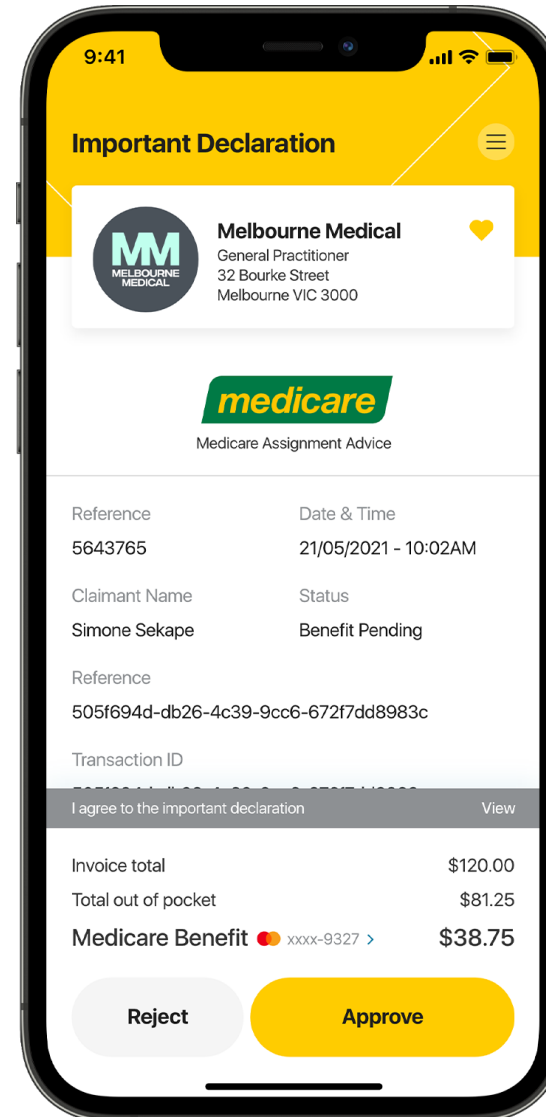 9:41
Important Declaration
MM
MELBOURNE
MEDICAL
Melbourne Medical
General Practitioner
32 Bourke Street
Melbourne VIC 3000
medicare
Medicare Assignment Advice
Reference Date & Time
5643765 21/05/2021 - 10:02AM
Claimant Name Status
Simone Sekape Benefit Pending
Reference
505f694d-db26-4c39-9cc6-672f7dd8983c
Transaction ID
I agree to the important declaration View
Invoice total $120.00
Total out of pocket $81.25
Medicare Benefit xxxx-9327 > $38.75
Reject Approve